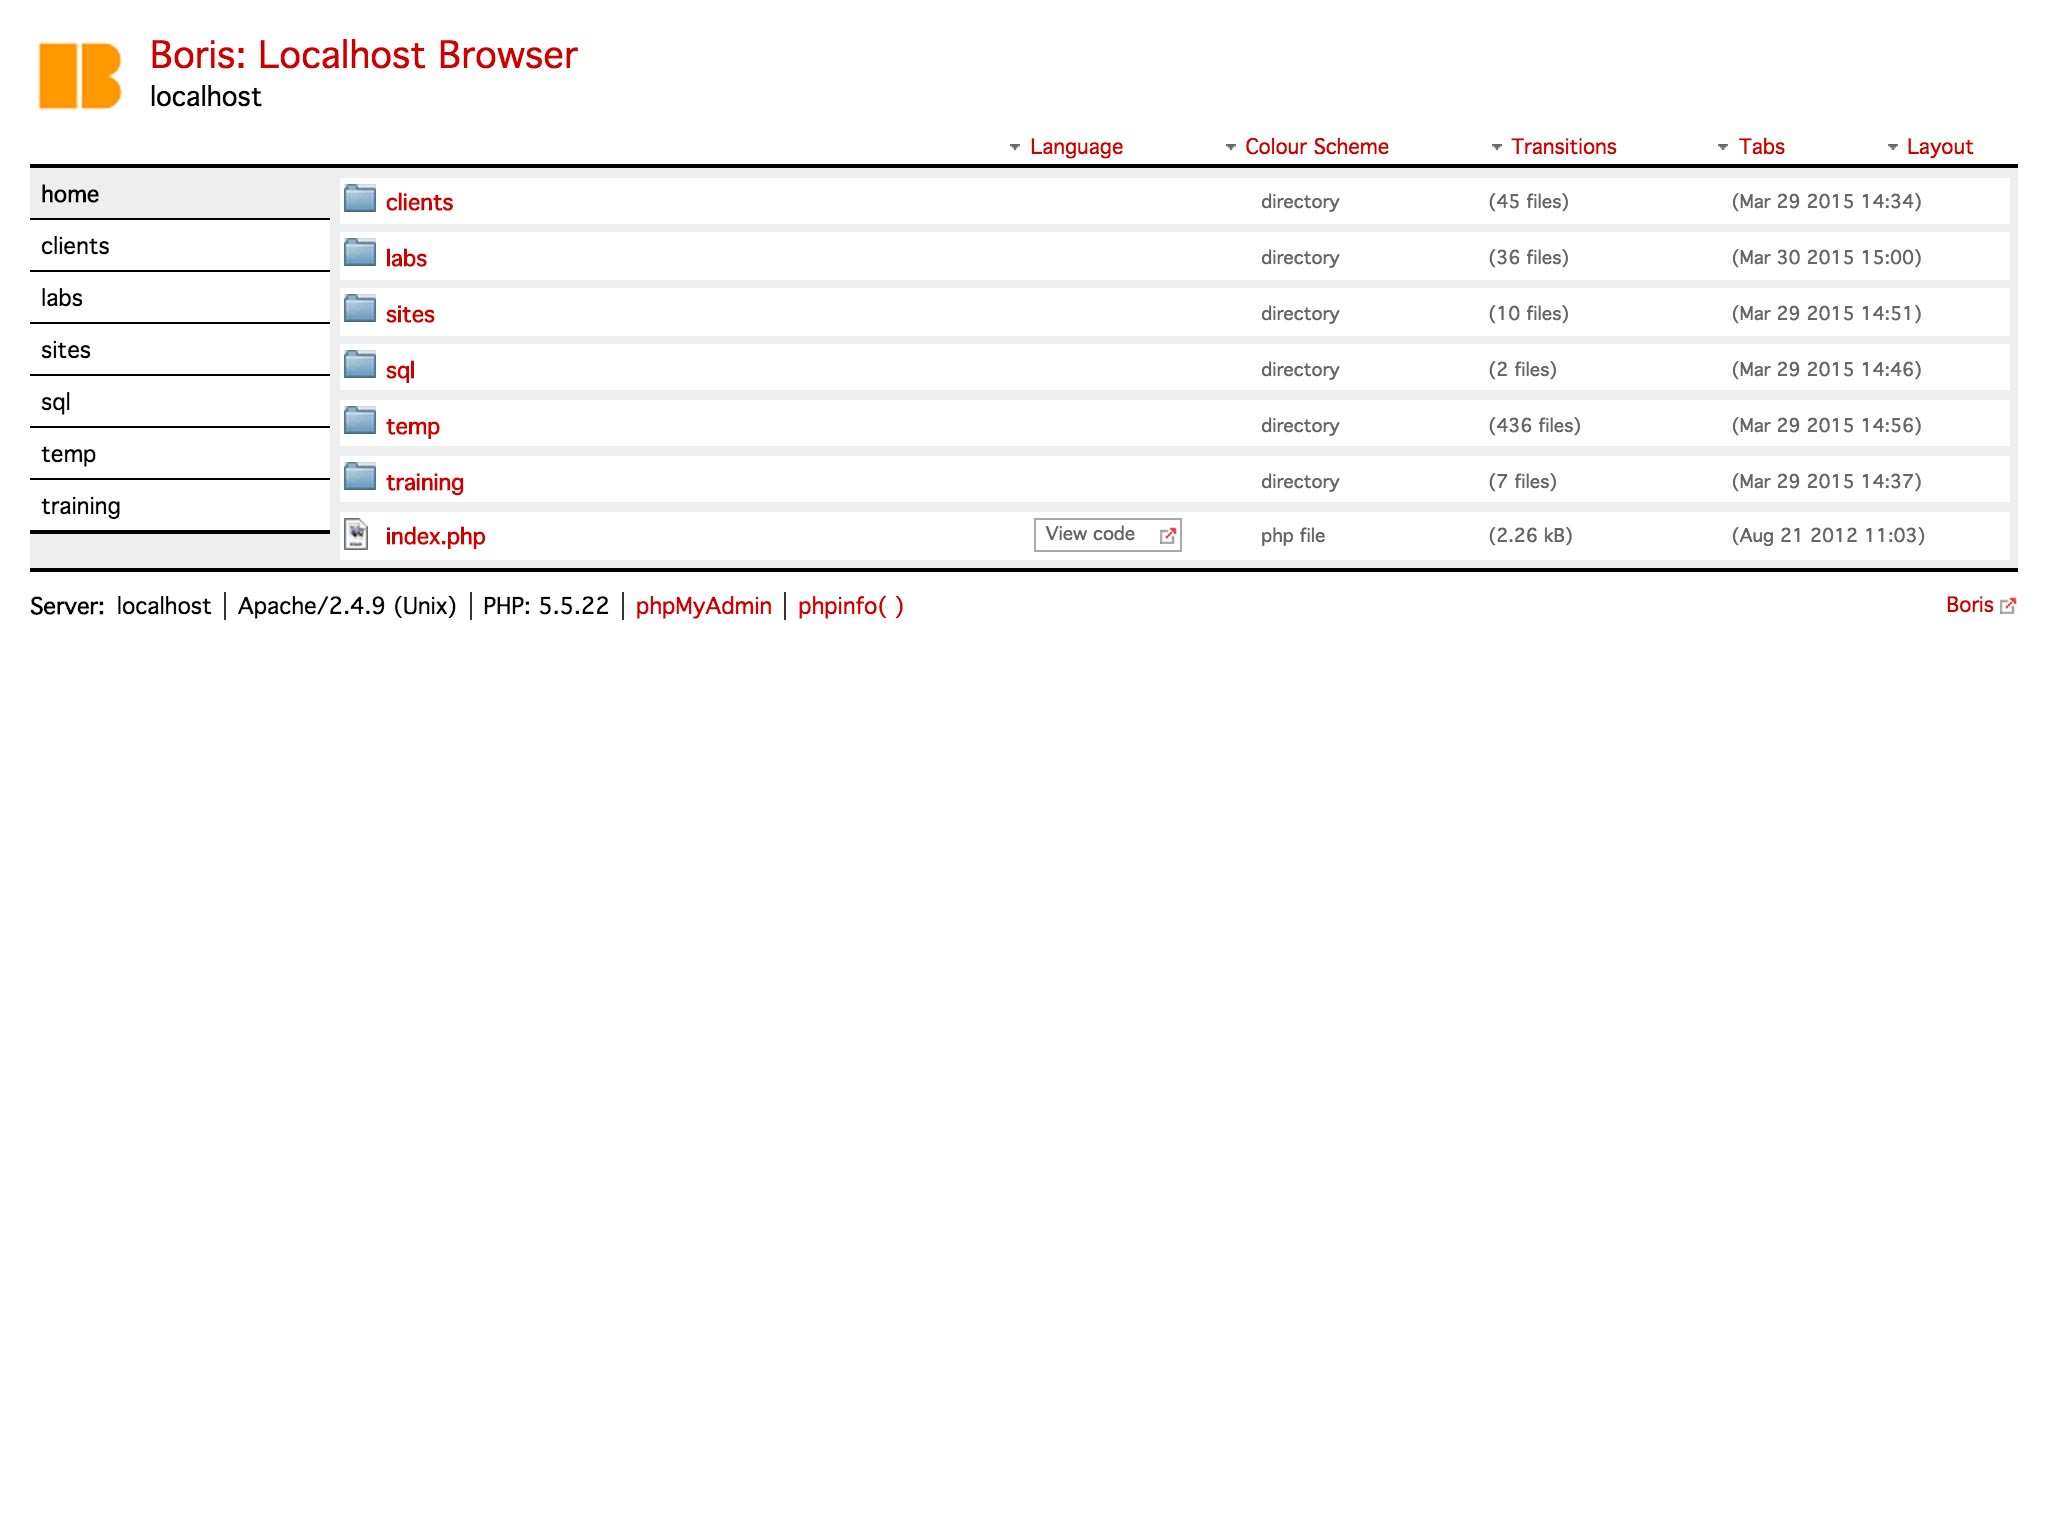 Boris: Localhost Browser
localhost
Language Colour Scheme Transitions Tabs Layout
home
clients
labs
sites
sql
temp
training
clients directory (45 files) (Mar 29 2015 14:34)
labs directory (36 files) (Mar 30 2015 15:00)
sites directory (10 files) (Mar 29 2015 14:51)
sql directory (2 files) (Mar 29 2015 14:46)
temp directory (436 files) (Mar 29 2015 14:56)
training directory (7 files) (Mar 29 2015 14:37)
index.php View code php file (2.26 kB) (Aug 21 2012 11:03)
Server: localhost | Apache/2.4.9 (Unix) | PHP: 5.5.22 | phpMyAdmin | phpinfo( ) Boris